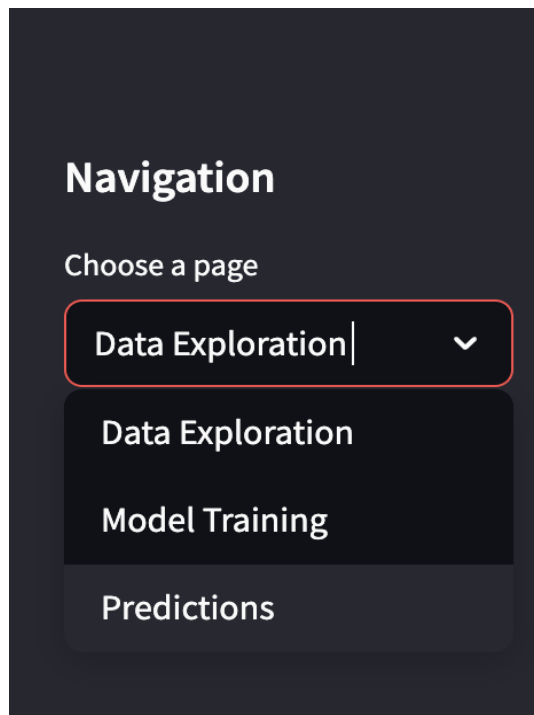 Navigation
Choose a page
Data Exploration
Data Exploration
Model Training
Predictions